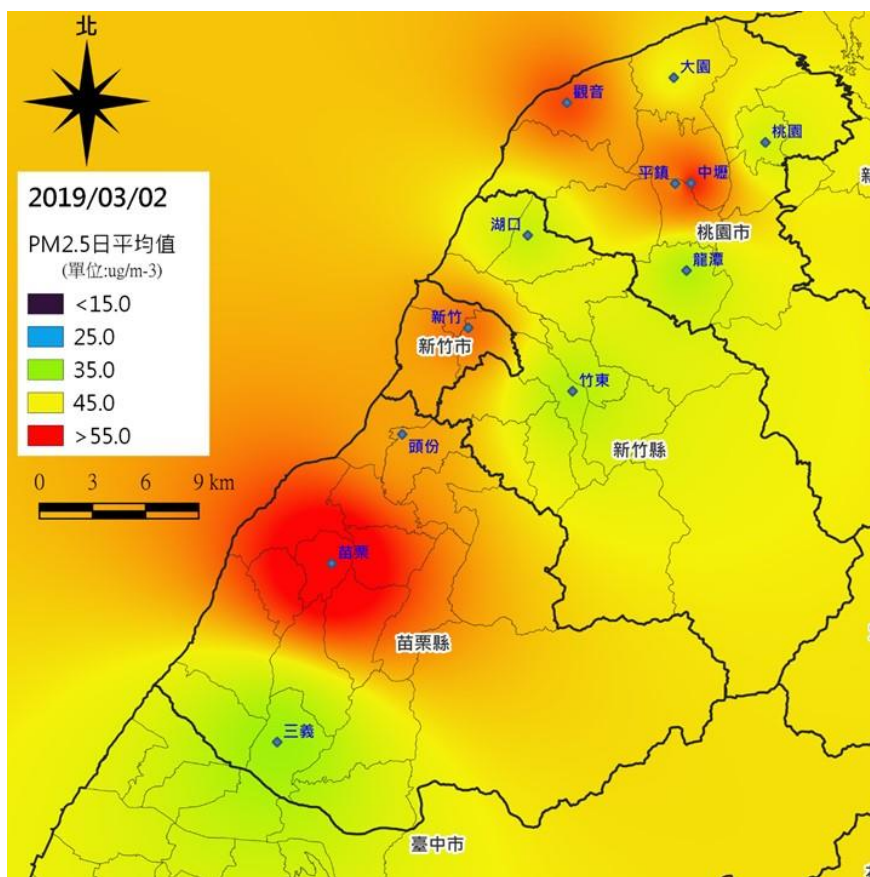 北
2019/03/02
PM2.5日平均值
(單位:ug/m-3)
<15.0
25.0
35.0
45.0
>55.0
0 3 6 9 km
大園
觀音
桃園
平鎮
中壢
新
桃園市
湖口
龍潭
新竹
新竹市
竹東
頭份
新竹縣
苗栗
苗栗縣
三義
臺中市